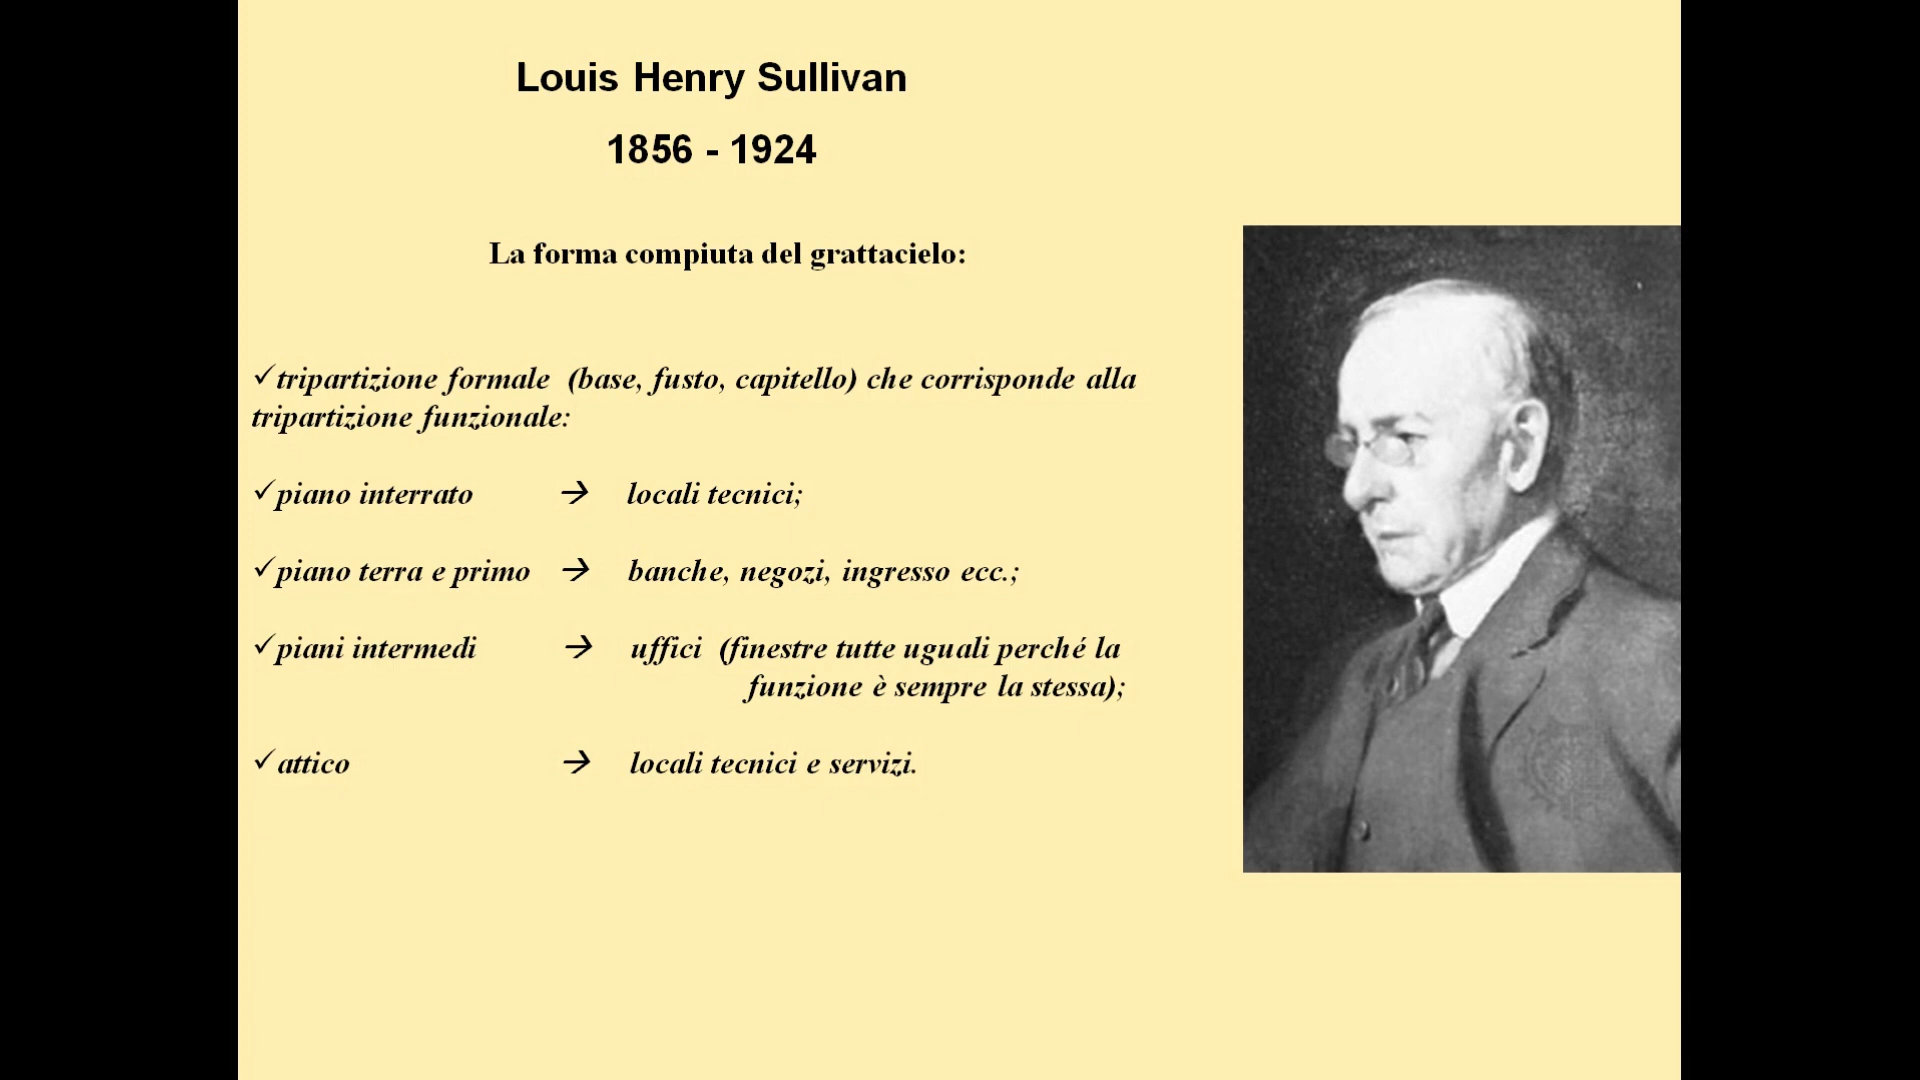 Louis Henry Sullivan
1856 - 1924
La forma compiuta del grattacielo:
✓tripartizione formale (base, fusto, capitello) che corrisponde alla
tripartizione funzionale:
✓piano interrato → locali tecnici;
✓piano terra e primo → banche, negozi, ingresso ecc.;
✓piani intermedi → uffici (finestre tutte uguali perché la
funzione è sempre la stessa);
✓attico → locali tecnici e servizi.